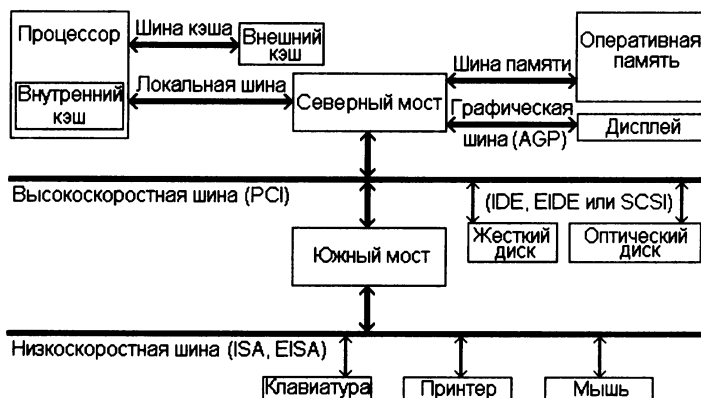 Процессор
Шина кэша
Внешний
кэш
Оперативная
память
Шина памяти
Внутренний
кэш
Локальная шина
Северный мост
Графическая
шина (AGP)
Дисплей
Высокоскоростная шина (PCI)
(IDE, EIDE или SCSI)
Жесткий
диск
Оптический
диск
Южный мост
Низкоскоростная шина (ISA, EISA)
Клавиатура
Принтер
Мышь